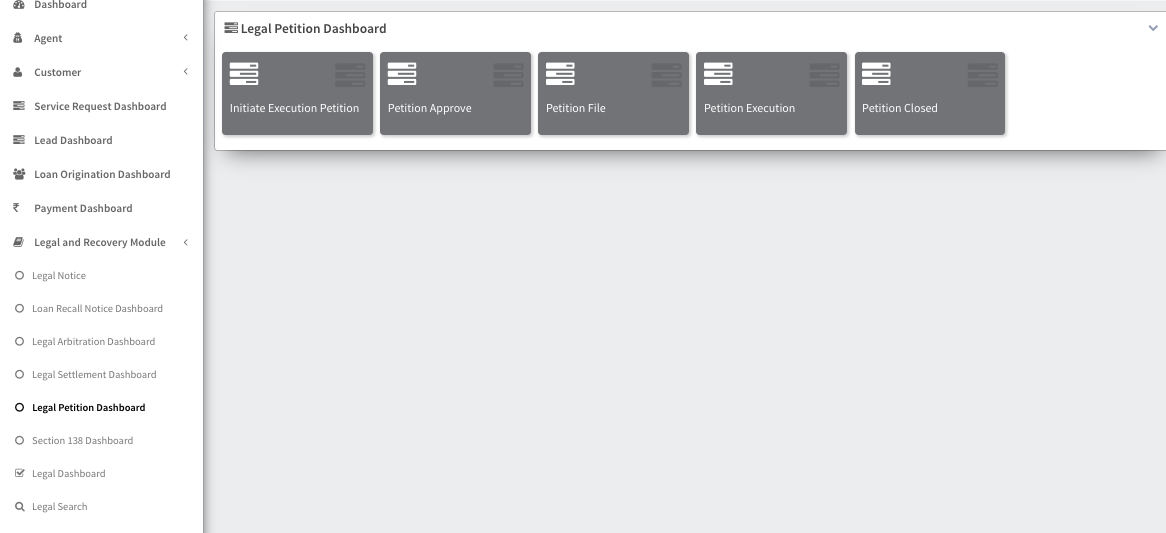 Dashboard
Agent
Customer
Service Request Dashboard
Lead Dashboard
Loan Origination Dashboard
₹ Payment Dashboard
Legal and Recovery Module
Legal Notice
Loan Recall Notice Dashboard
Legal Arbitration Dashboard
Legal Settlement Dashboard
Legal Petition Dashboard
Section 138 Dashboard
Legal Dashboard
Legal Search
Legal Petition Dashboard
Initiate Execution Petition
Petition Approve
Petition File
Petition Execution
Petition Closed